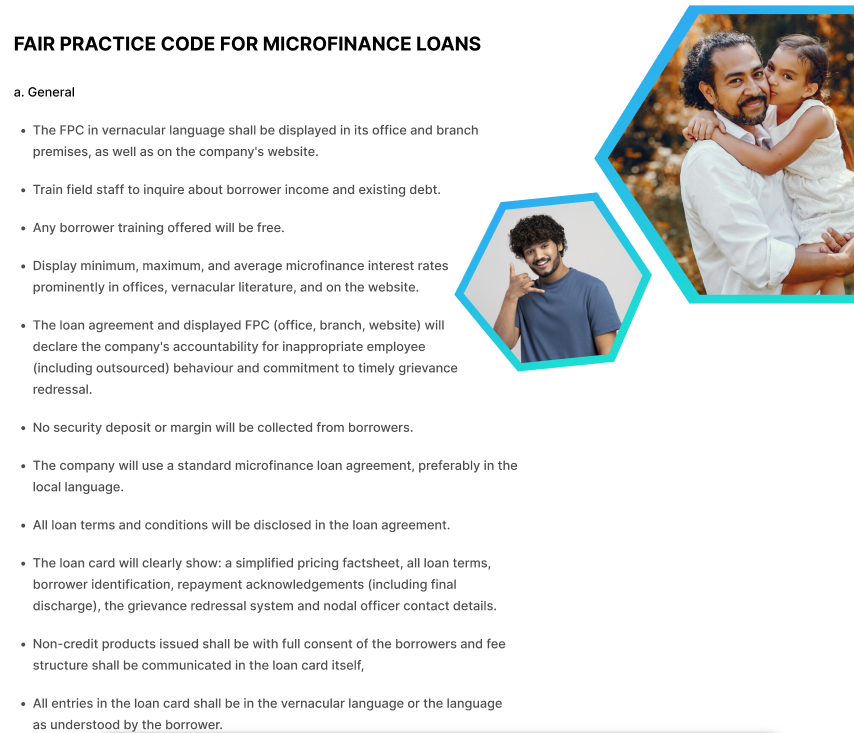 FAIR PRACTICE CODE FOR MICROFINANCE LOANS
a. General
• The FPC in vernacular language shall be displayed in its office and branch
premises, as well as on the company's website.
• Train field staff to inquire about borrower income and existing debt.
• Any borrower training offered will be free.
• Display minimum, maximum, and average microfinance interest rates
prominently in offices, vernacular literature, and on the website.
• The loan agreement and displayed FPC (office, branch, website) will
declare the company's accountability for inappropriate employee
(including outsourced) behaviour and commitment to timely grievance
redressal.
• No security deposit or margin will be collected from borrowers.
• The company will use a standard microfinance loan agreement, preferably in the
local language.
• All loan terms and conditions will be disclosed in the loan agreement.
• The loan card will clearly show: a simplified pricing factsheet, all loan terms,
borrower identification, repayment acknowledgements (including final
discharge), the grievance redressal system and nodal officer contact details.
• Non-credit products issued shall be with full consent of the borrowers and fee
structure shall be communicated in the loan card itself,
• All entries in the loan card shall be in the vernacular language or the language
as understood by the borrower.